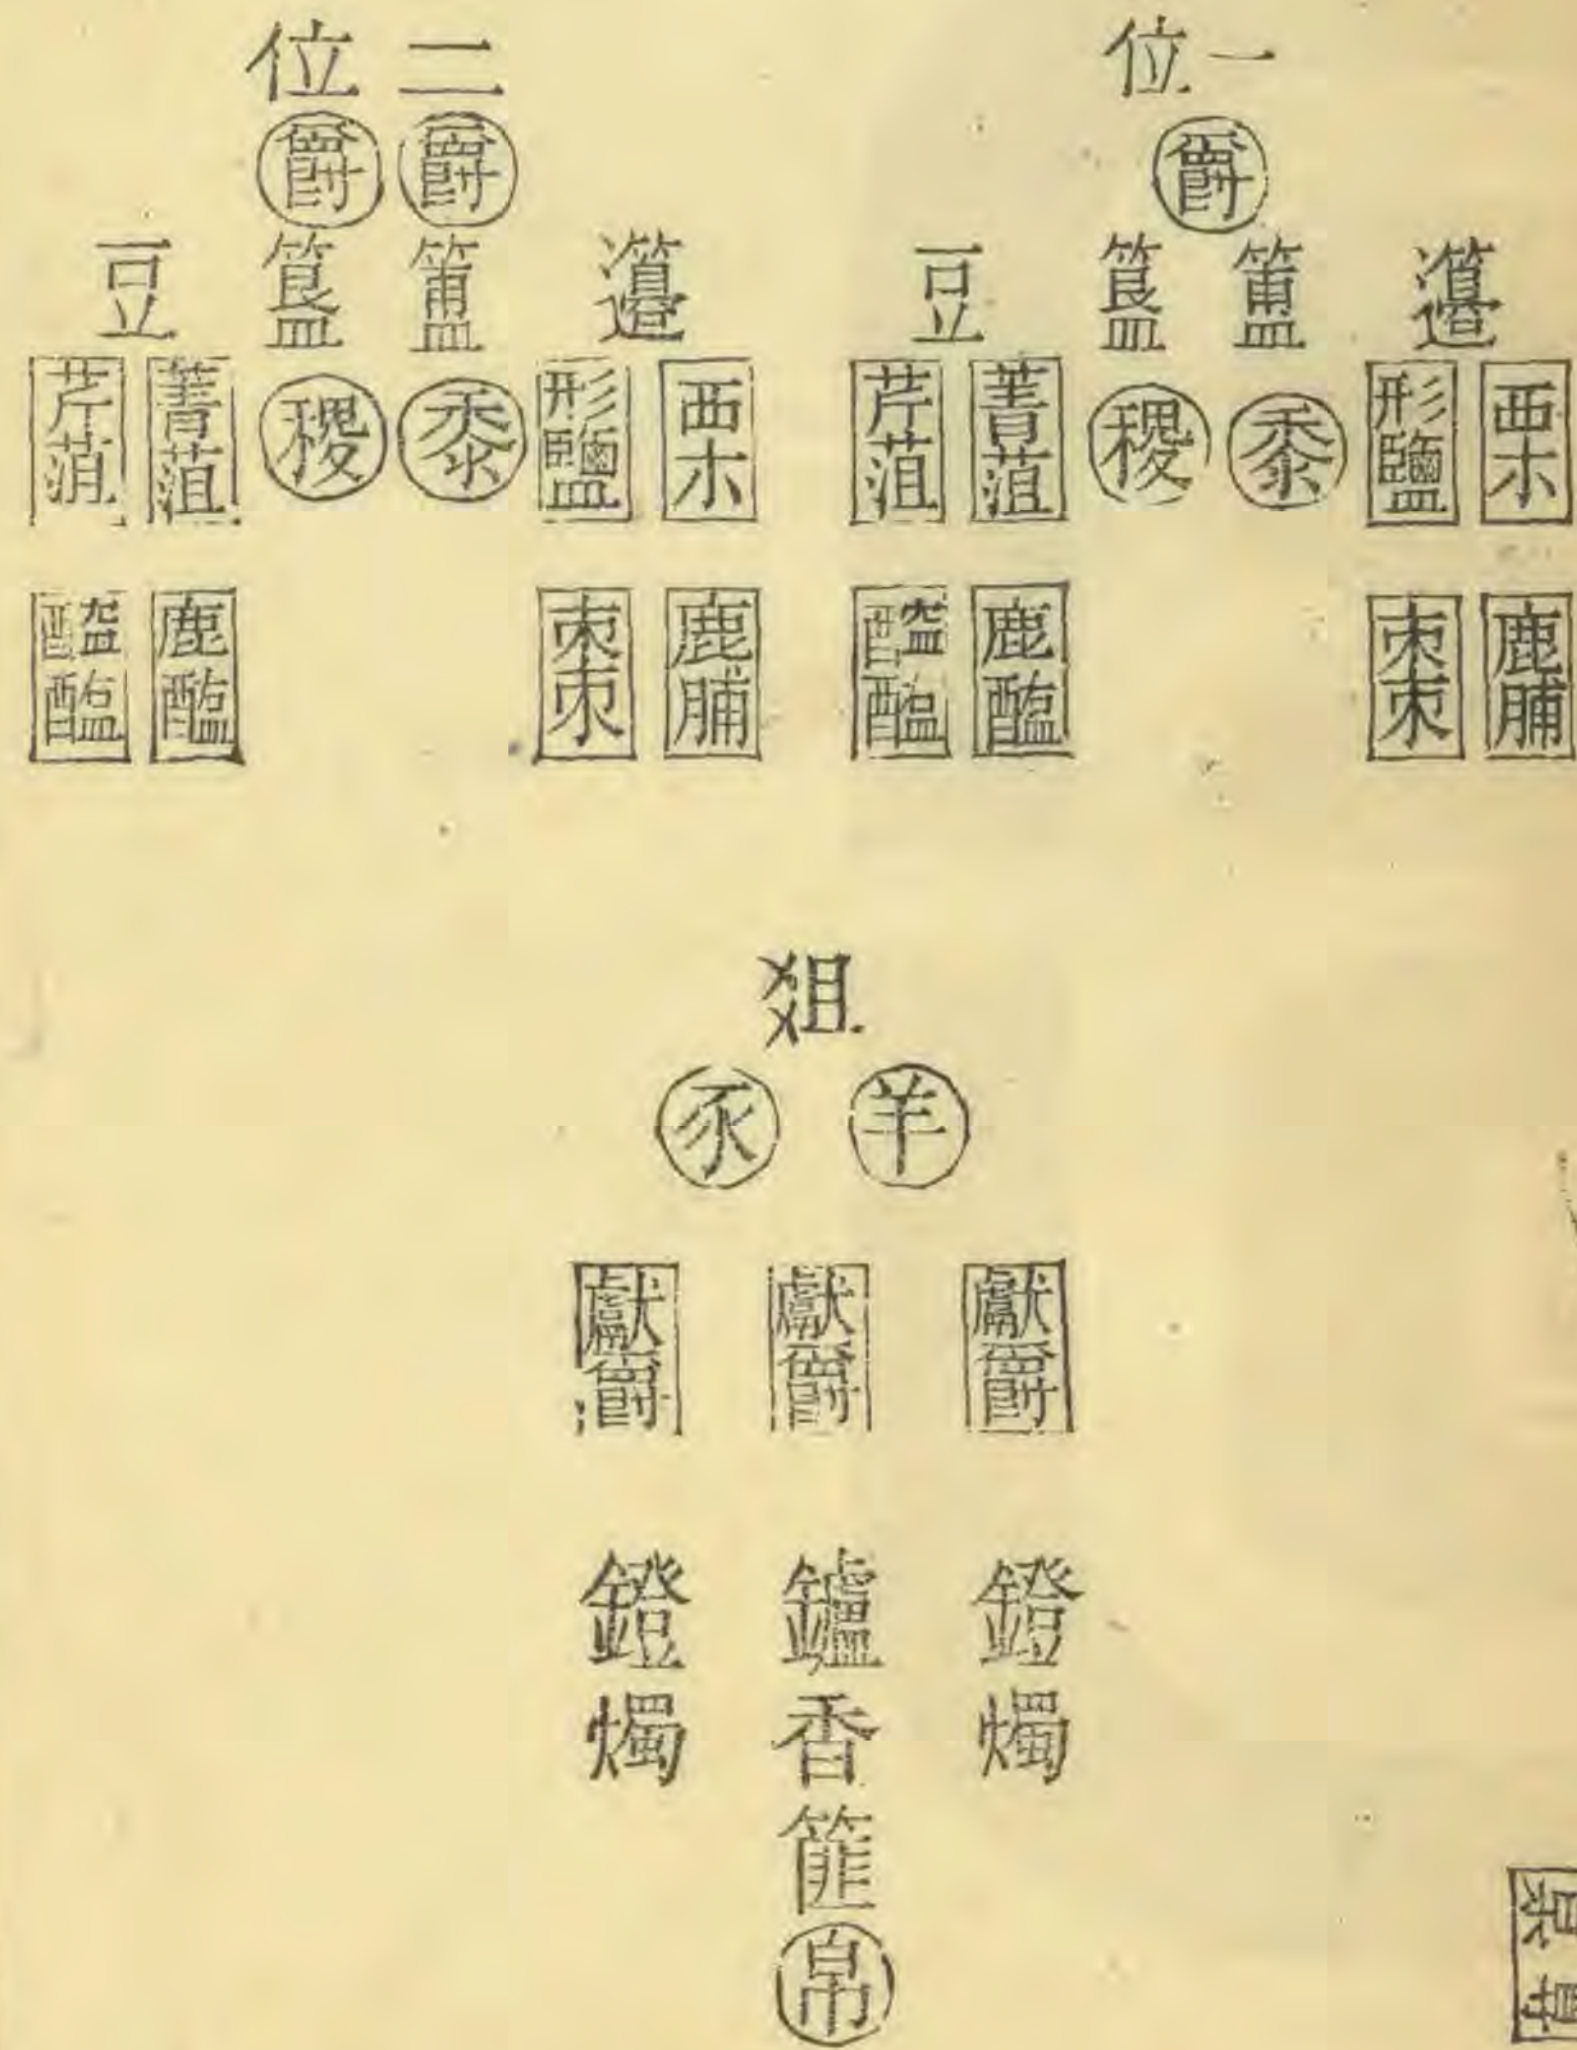 一位
爵
籩
簠
簋
豆
栗
形鹽
黍
稷
菁菹
芹菹
鹿脯
棗
鹿醢
醓醢
二位
爵
爵
籩
簠
簋
豆
栗
形鹽
黍
稷
菁菹
芹菹
鹿脯
棗
鹿醢
醓醢
俎
羊
豕
獻爵
獻爵
獻爵
鐙燭
鑪香
鐙燭
篚
帛